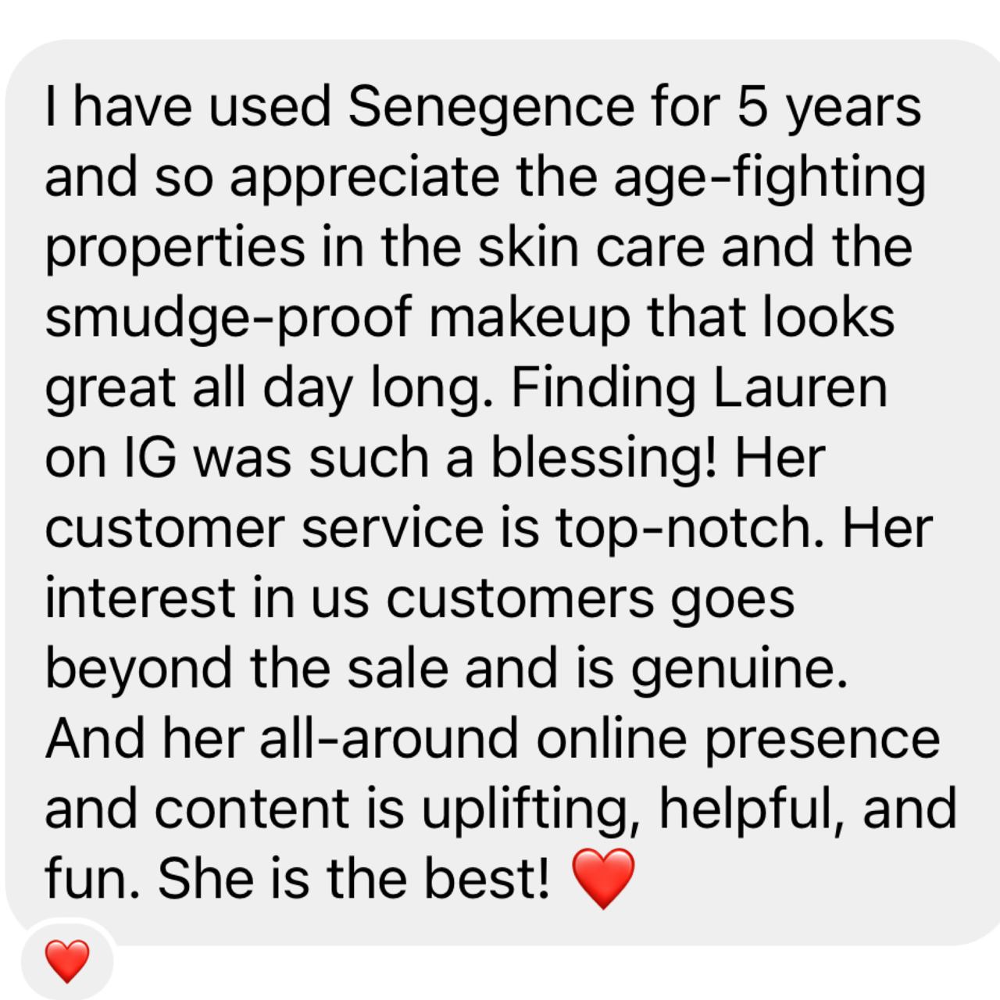 I have used Senegence for 5 years
and so appreciate the age-fighting
properties in the skin care and the
smudge-proof makeup that looks
great all day long. Finding Lauren
on IG was such a blessing! Her
customer service is top-notch. Her
interest in us customers goes
beyond the sale and is genuine.
And her all-around online presence
and content is uplifting, helpful, and
fun. She is the best! ❤️
❤️